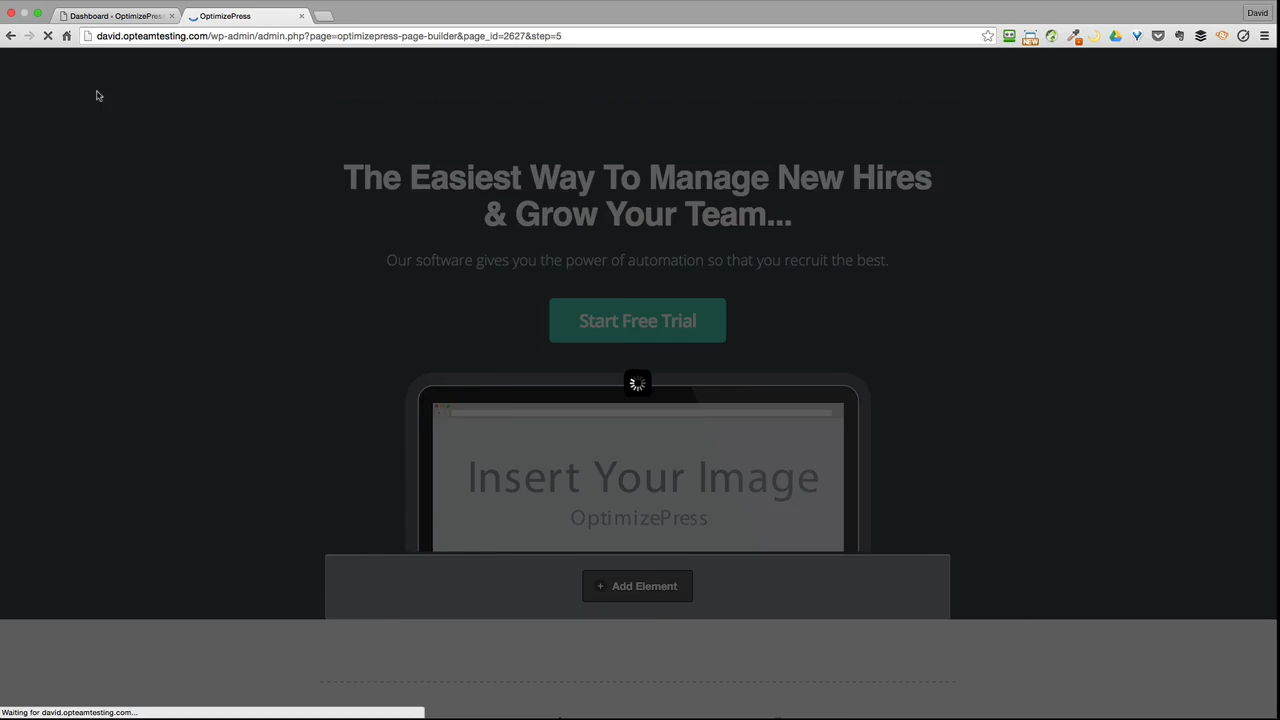 Dashboard - OptimizePres
OptimizePress
David
david.opteamtesting.com/wp-admin/admin.php?page=optimizepress-page-builder&page_id=2627&step=5
NEW
The Easiest Way To Manage New Hires
& Grow Your Team...
Our software gives you the power of automation so that you recruit the best.
Start Free Trial
Insert Your Image
OptimizePress
+ Add Element
Waiting for david.opteamtesting.com...